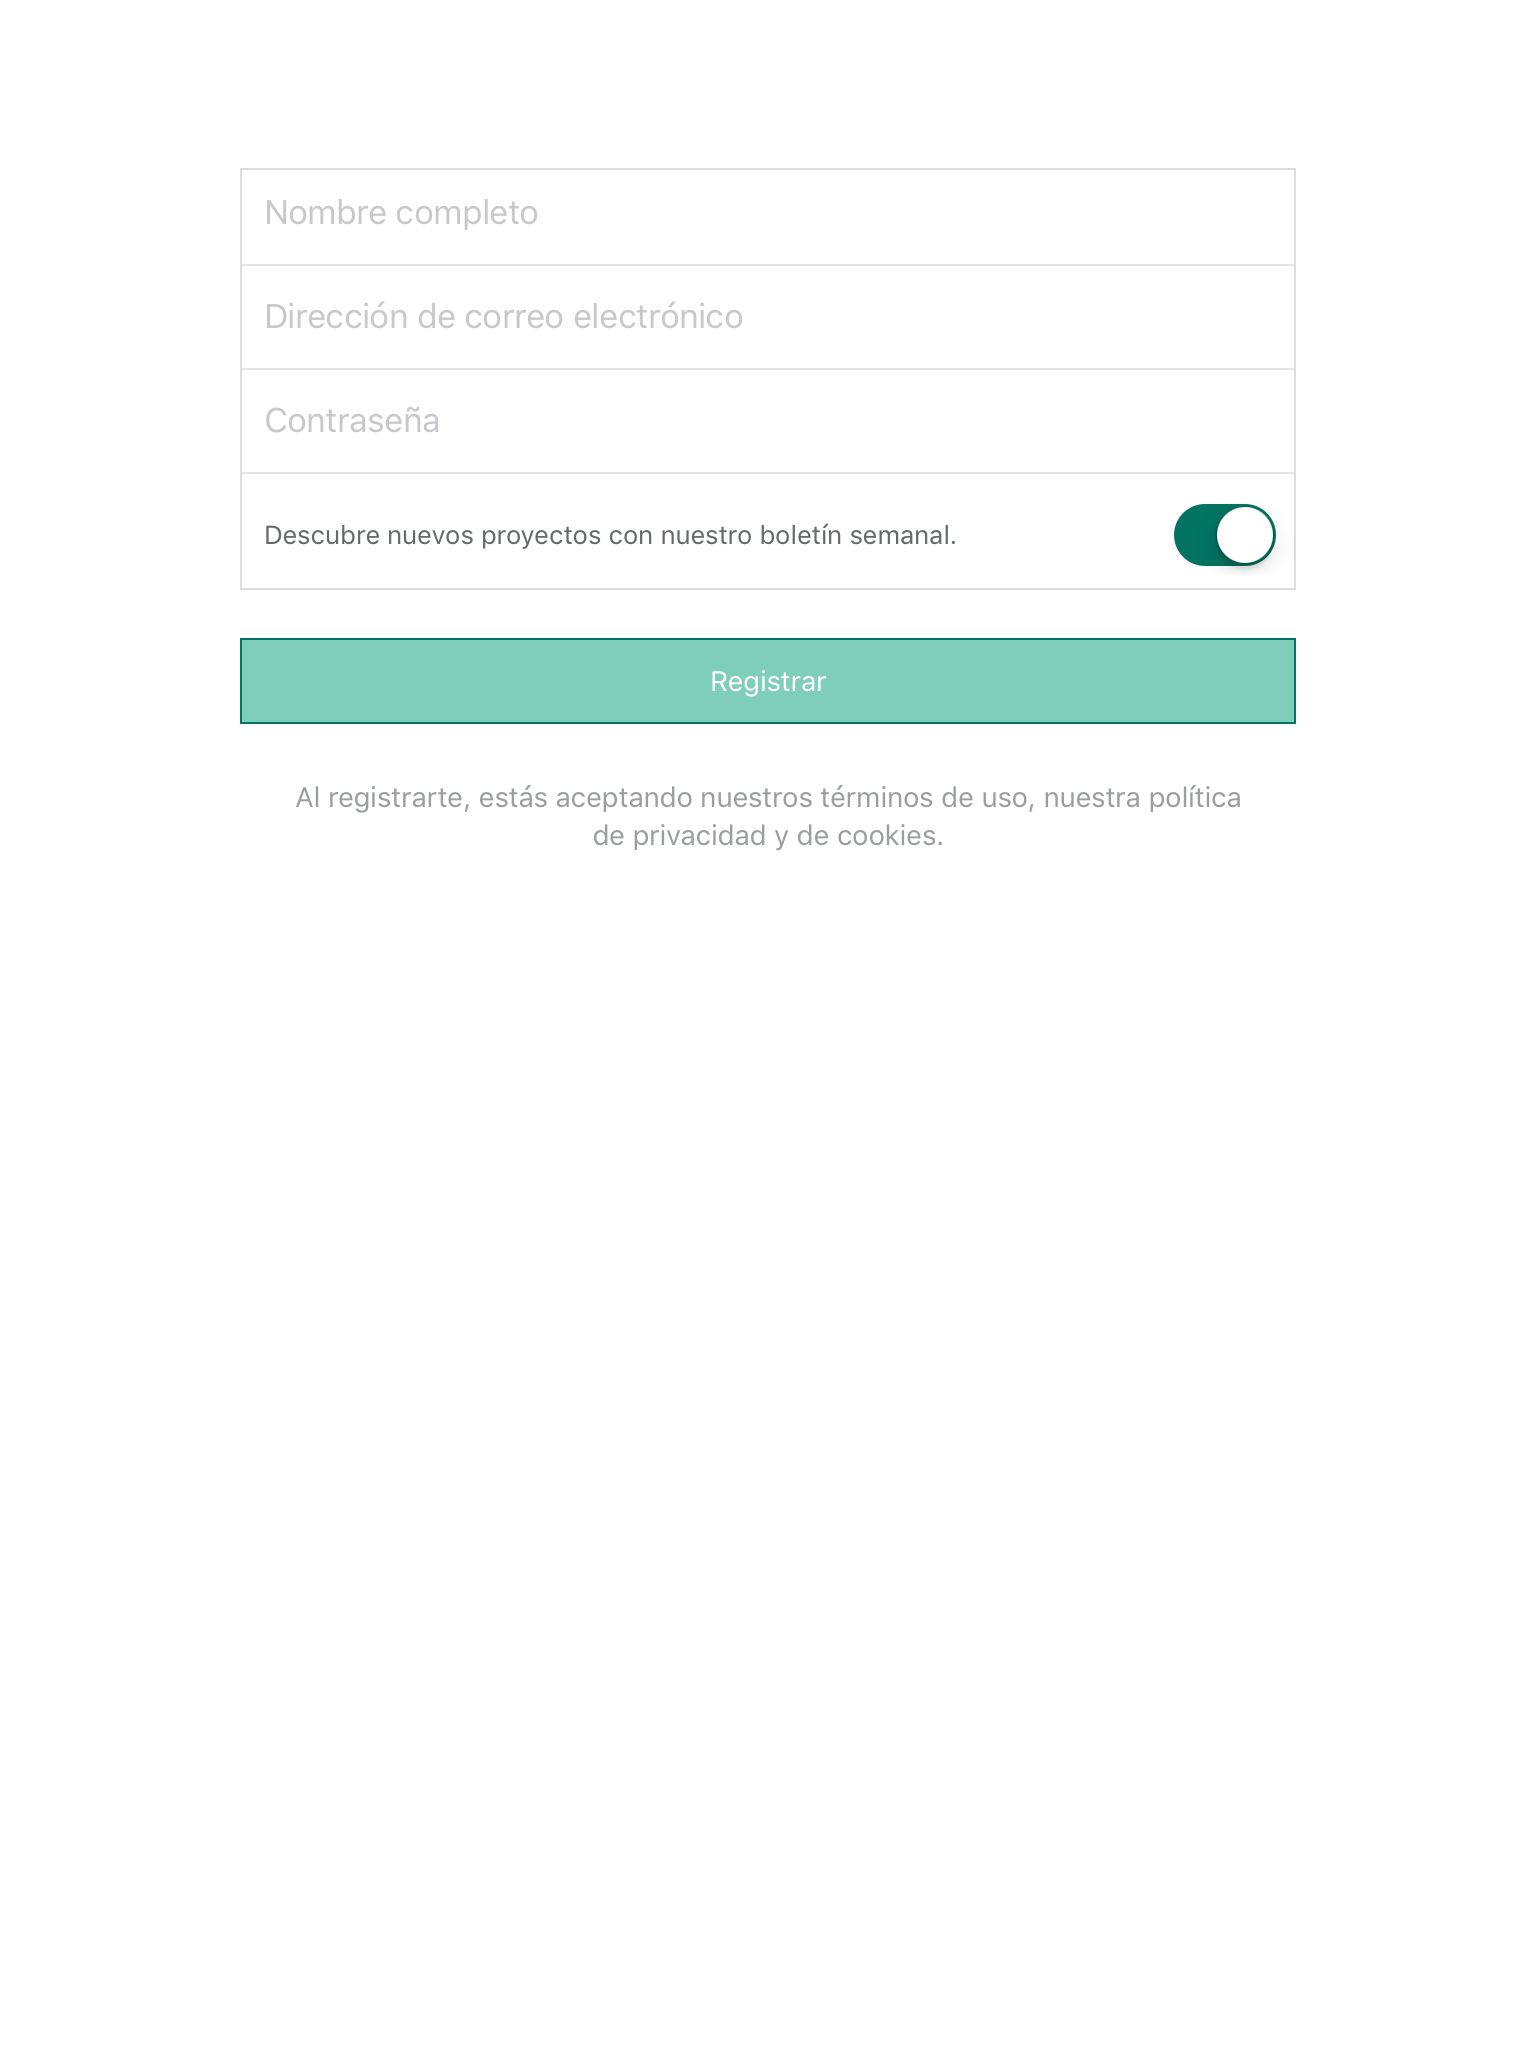 Nombre completo
Dirección de correo electrónico
Contraseña
Descubre nuevos proyectos con nuestro boletín semanal.
Registrar
Al registrarte, estás aceptando nuestros términos de uso, nuestra política
de privacidad y de cookies.